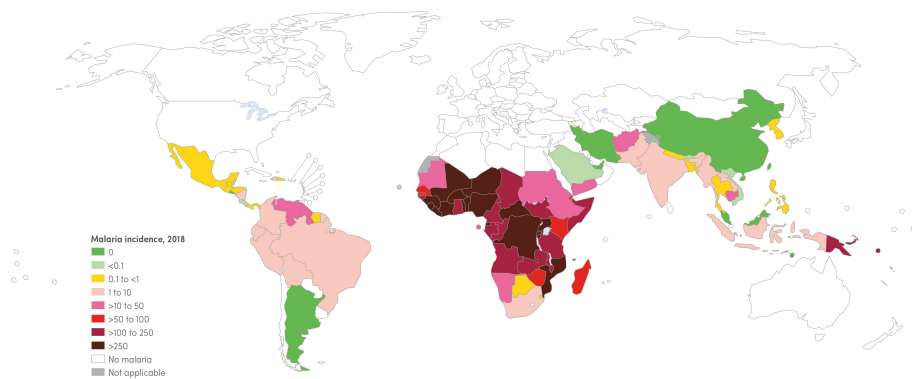 Malaria incidence, 2018
0
<0.1
0.1 to <1
1 to 10
>10 to 50
>50 to 100
>100 to 250
>250
No malaria
Not applicable